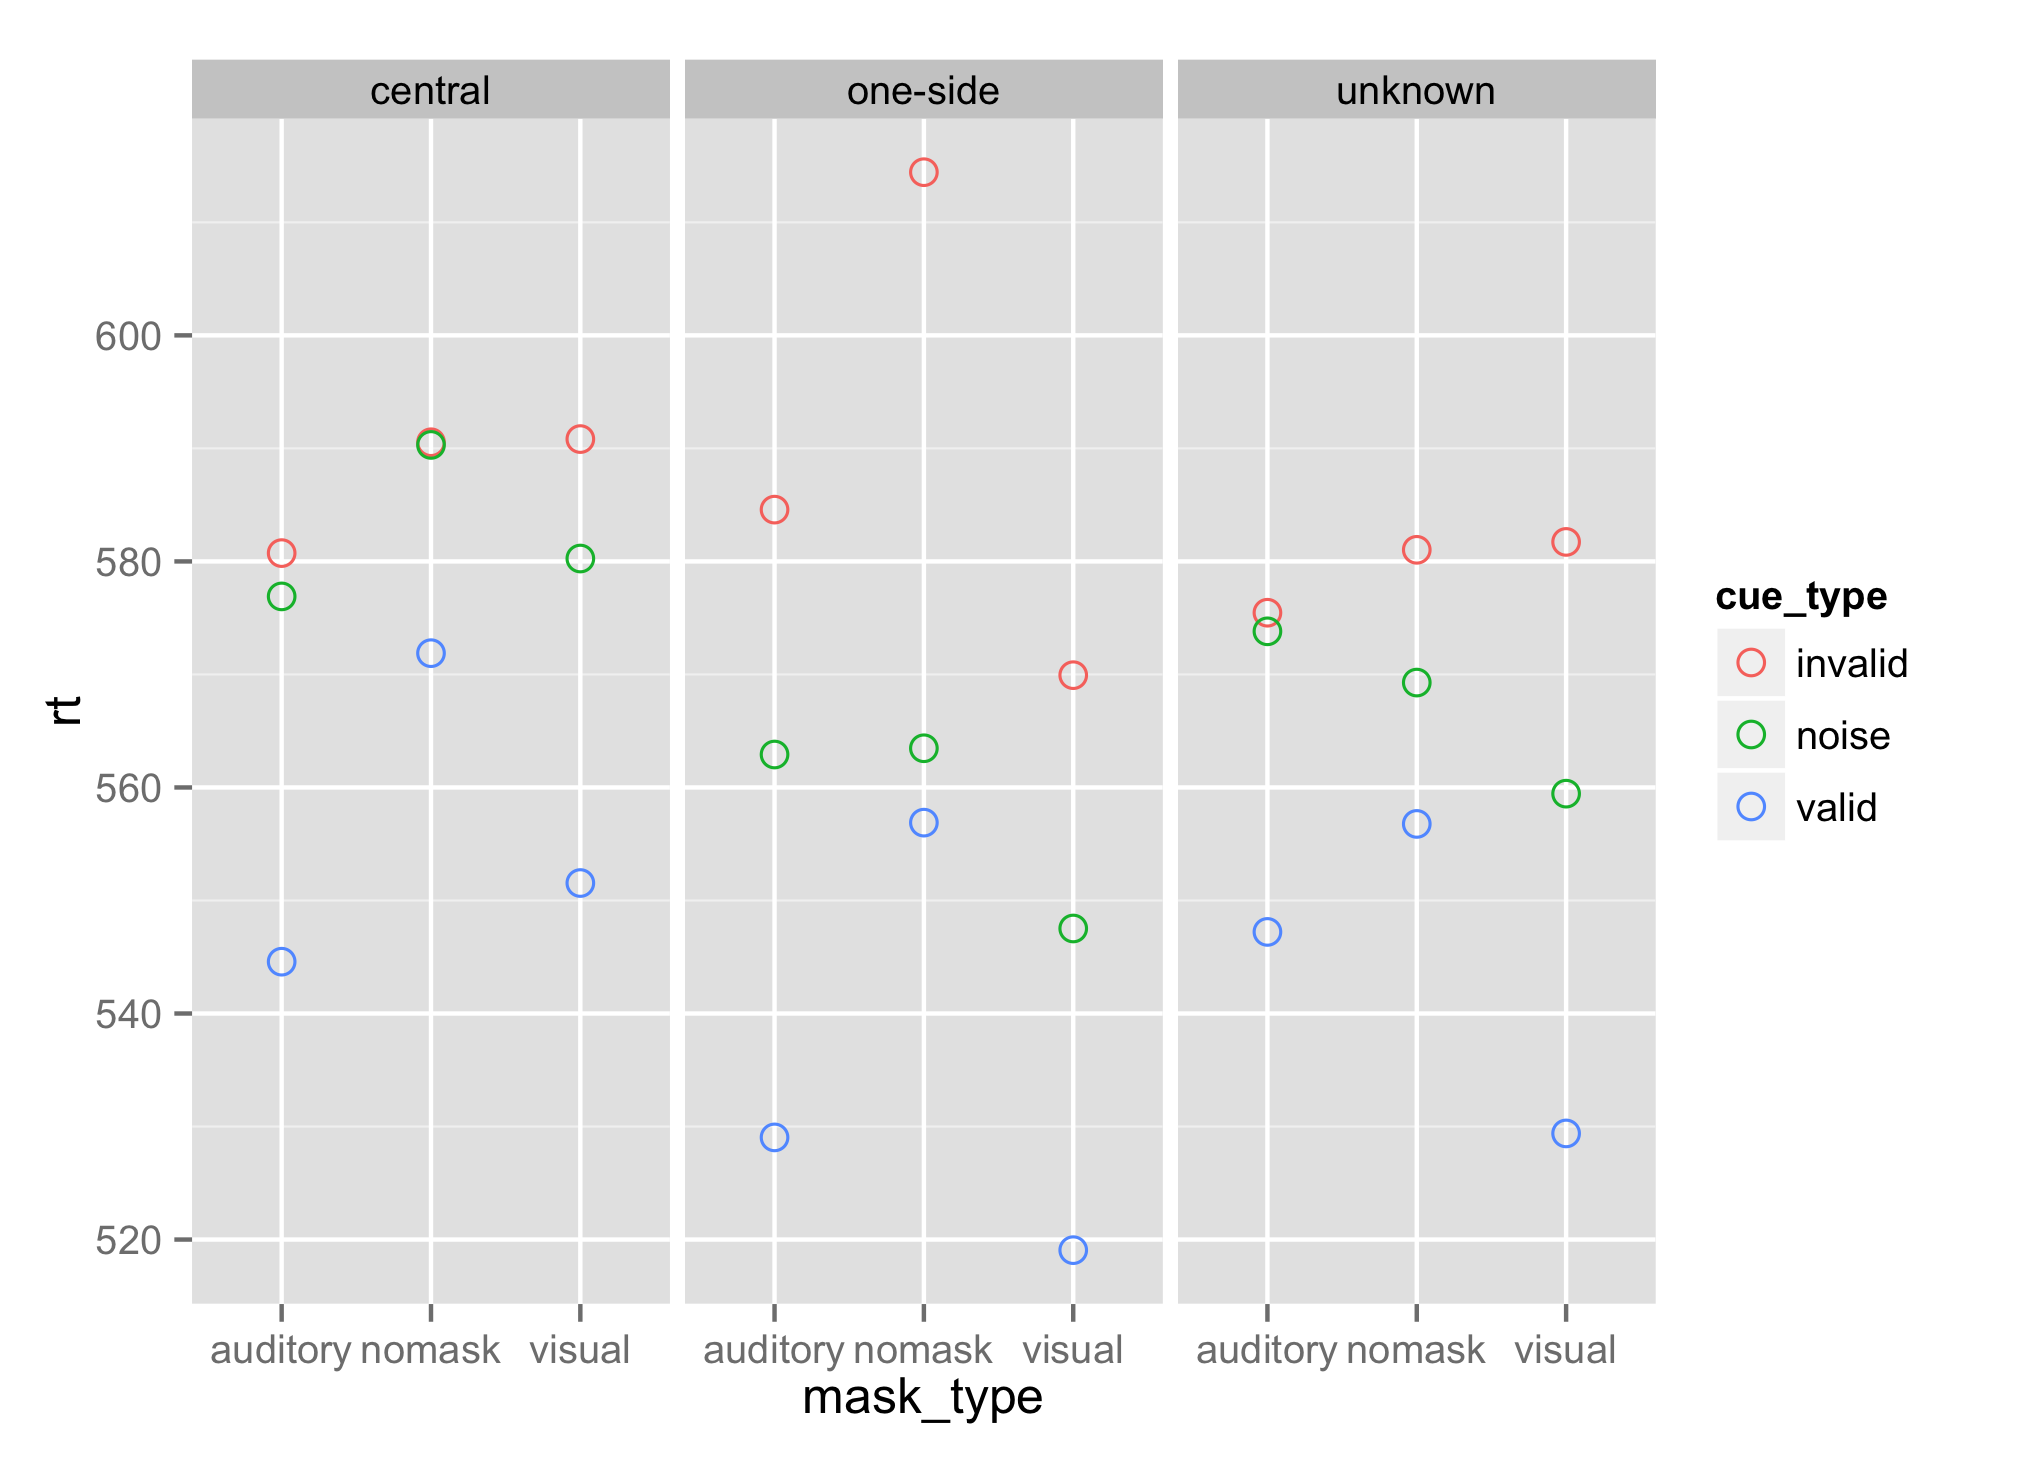 central
one-side
unknown
600
580
560
540
520
rt
auditory nomask visual
auditory nomask visual
auditory nomask visual
mask_type
cue_type
invalid
noise
valid